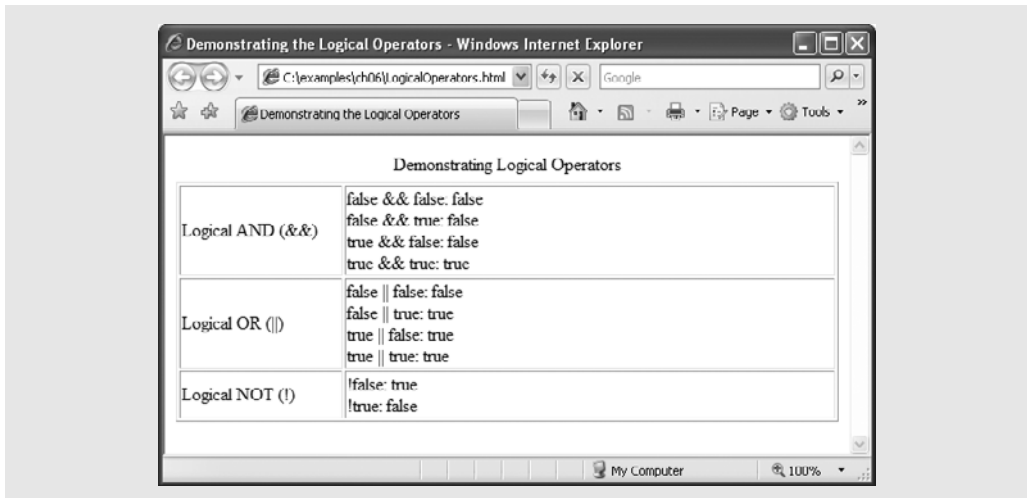 Demonstrating the Logical Operators - Windows Internet Explorer
C:\examples\ch06\LogicalOperators.html
Google
Demonstrating the Logical Operators
Page
Tools
»
Demonstrating Logical Operators
Logical AND (&&)
false && false: false
false && true: false
true && false: false
true && true: true
Logical OR (||)
false || false: false
false || true: true
true || false: true
true || true: true
Logical NOT (!)
!false: true
!true: false
My Computer
100%